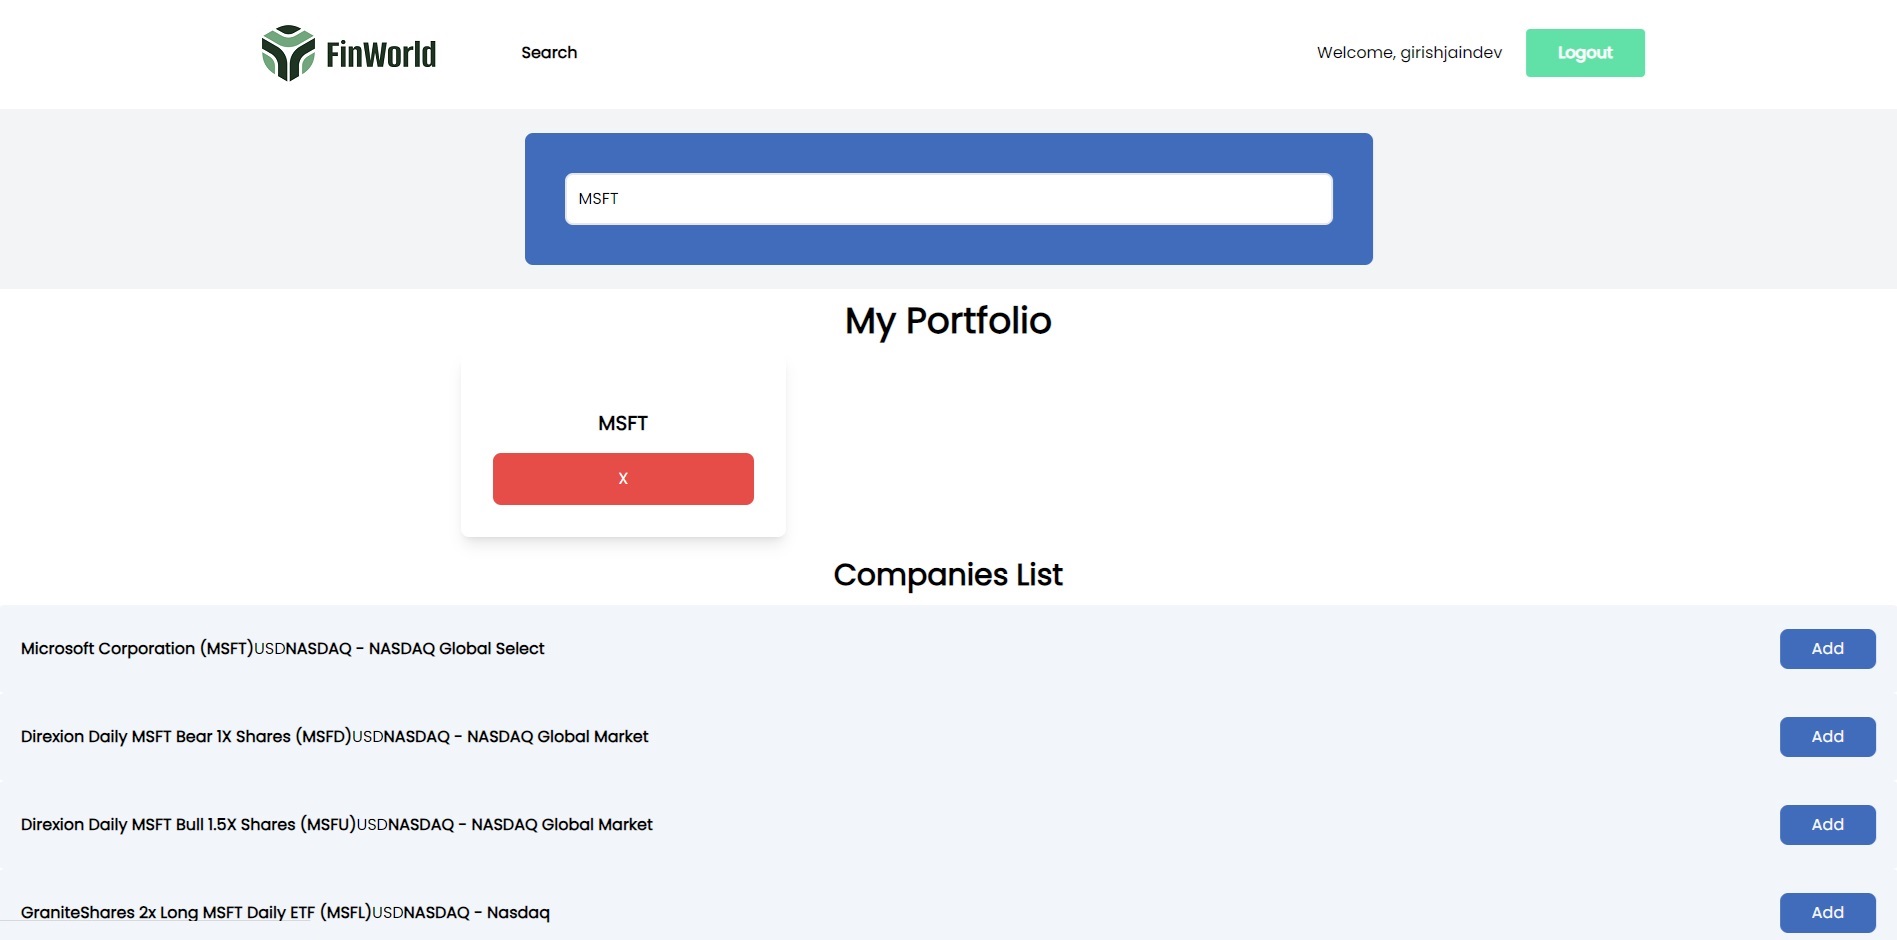 FinWorld Search Welcome, girishjaindev Logout
MSFT
My Portfolio
MSFT
X
Companies List
Microsoft Corporation (MSFT)USDNASDAQ - NASDAQ Global Select Add
Direxion Daily MSFT Bear 1X Shares (MSFD)USDNASDAQ - NASDAQ Global Market Add
Direxion Daily MSFT Bull 1.5X Shares (MSFU)USDNASDAQ - NASDAQ Global Market Add
GraniteShares 2x Long MSFT Daily ETF (MSFL)USDNASDAQ - Nasdaq Add